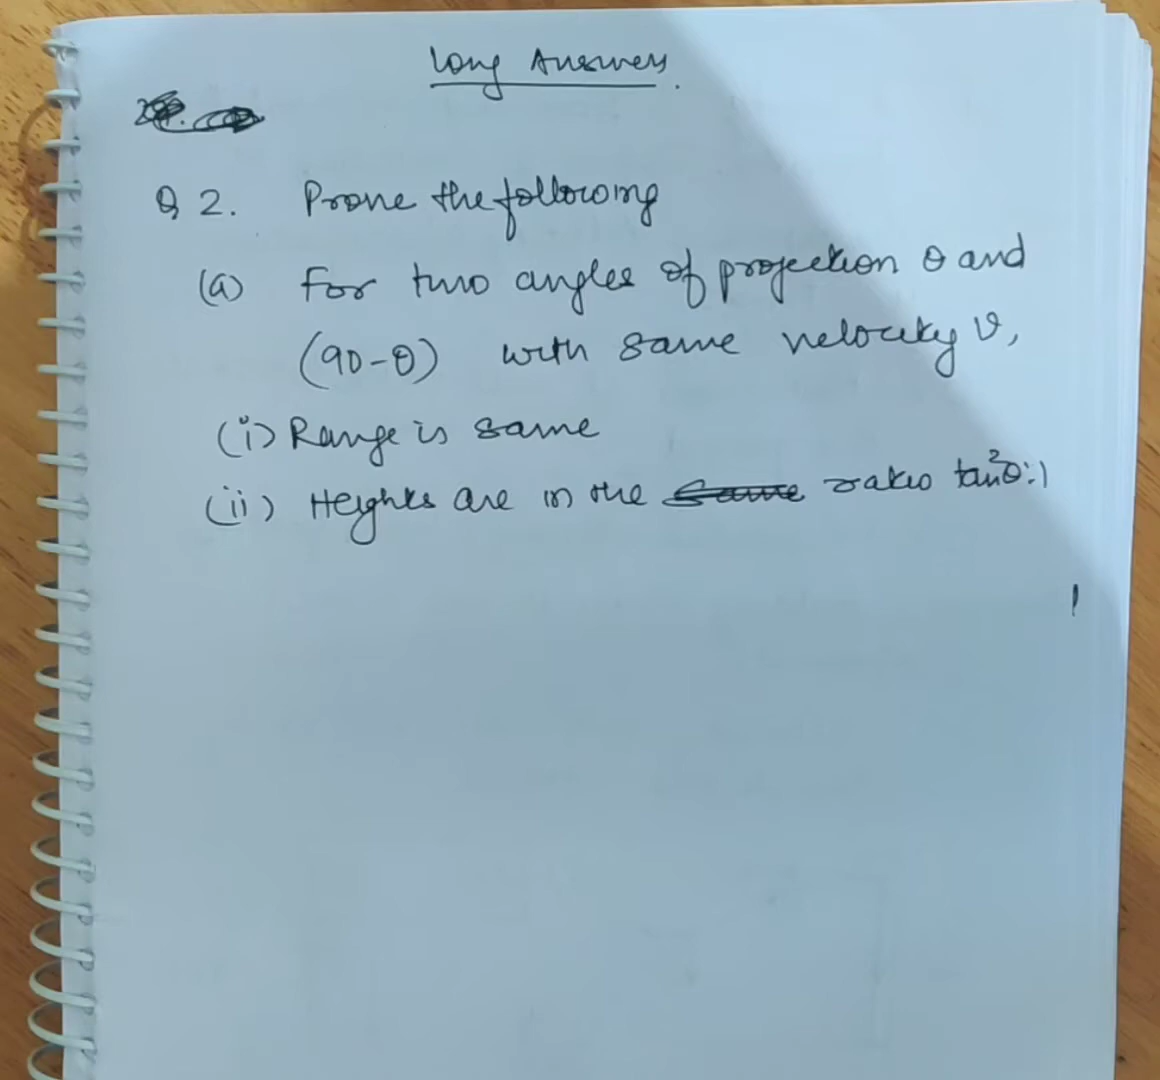 Long Answers.
Q 2. Prove the following
(a) For two angles of projection θ and
(90-θ) with same velocity v,
(i) Range is same
(ii) Heights are in the ratio tan²θ:1